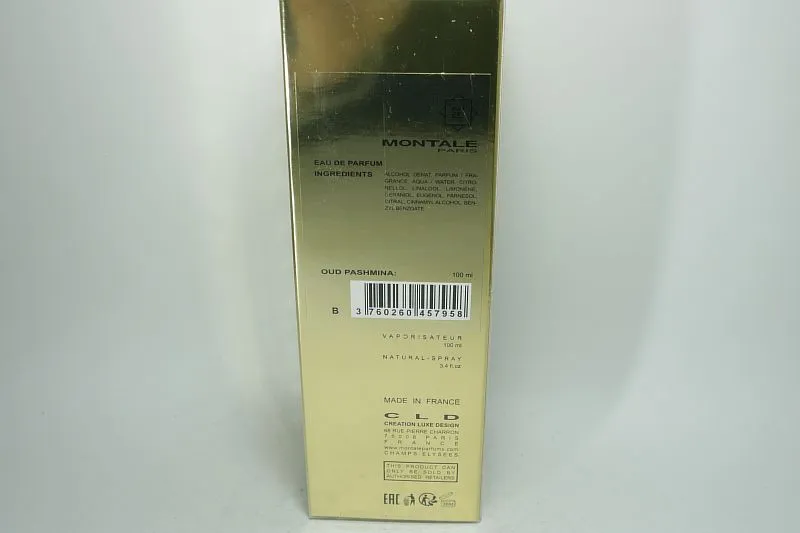 MONTALE
PARIS
EAU DE PARFUM
INGREDIENTS
ALCOHOL DENAT, PARFUM / FRA-
GRANCE, AQUA / WATER, CITRO-
NELLOL, LINALOOL, LIMONENE,
GERANIOL, EUGENOL, FARNESOL,
CITRAL, CINNAMYL ALCOHOL, BEN-
ZYL BENZOATE
OUD PASHMINA: 100 ml
B 3 760260 457958
VAPORISATEUR
100 ml
NATURAL-SPRAY
3.4 fl.oz
MADE IN FRANCE
CLD
CREATION LUXE DESIGN
68 RUE PIERRE CHARRON
75008 PARIS
FRANCE
www.montaleparfums.com
CHAMPS-ELYSEES
THIS PRODUCT CAN
ONLY BE SOLD BY
AUTHORISED RETAILERS
EAC